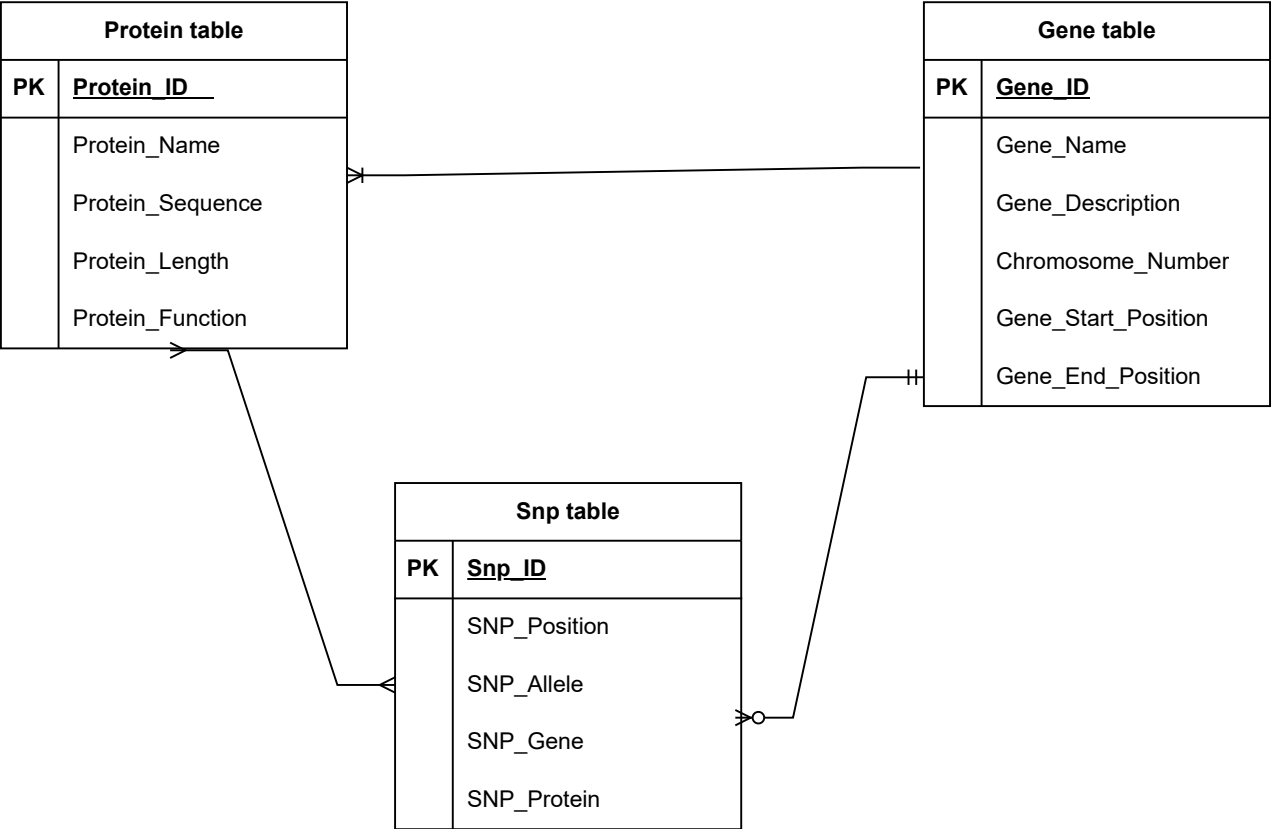 Protein table
PK Protein_ID
Protein_Name
Protein_Sequence
Protein_Length
Protein_Function
Gene table
PK Gene_ID
Gene_Name
Gene_Description
Chromosome_Number
Gene_Start_Position
Gene_End_Position
Snp table
PK Snp_ID
SNP_Position
SNP_Allele
SNP_Gene
SNP_Protein